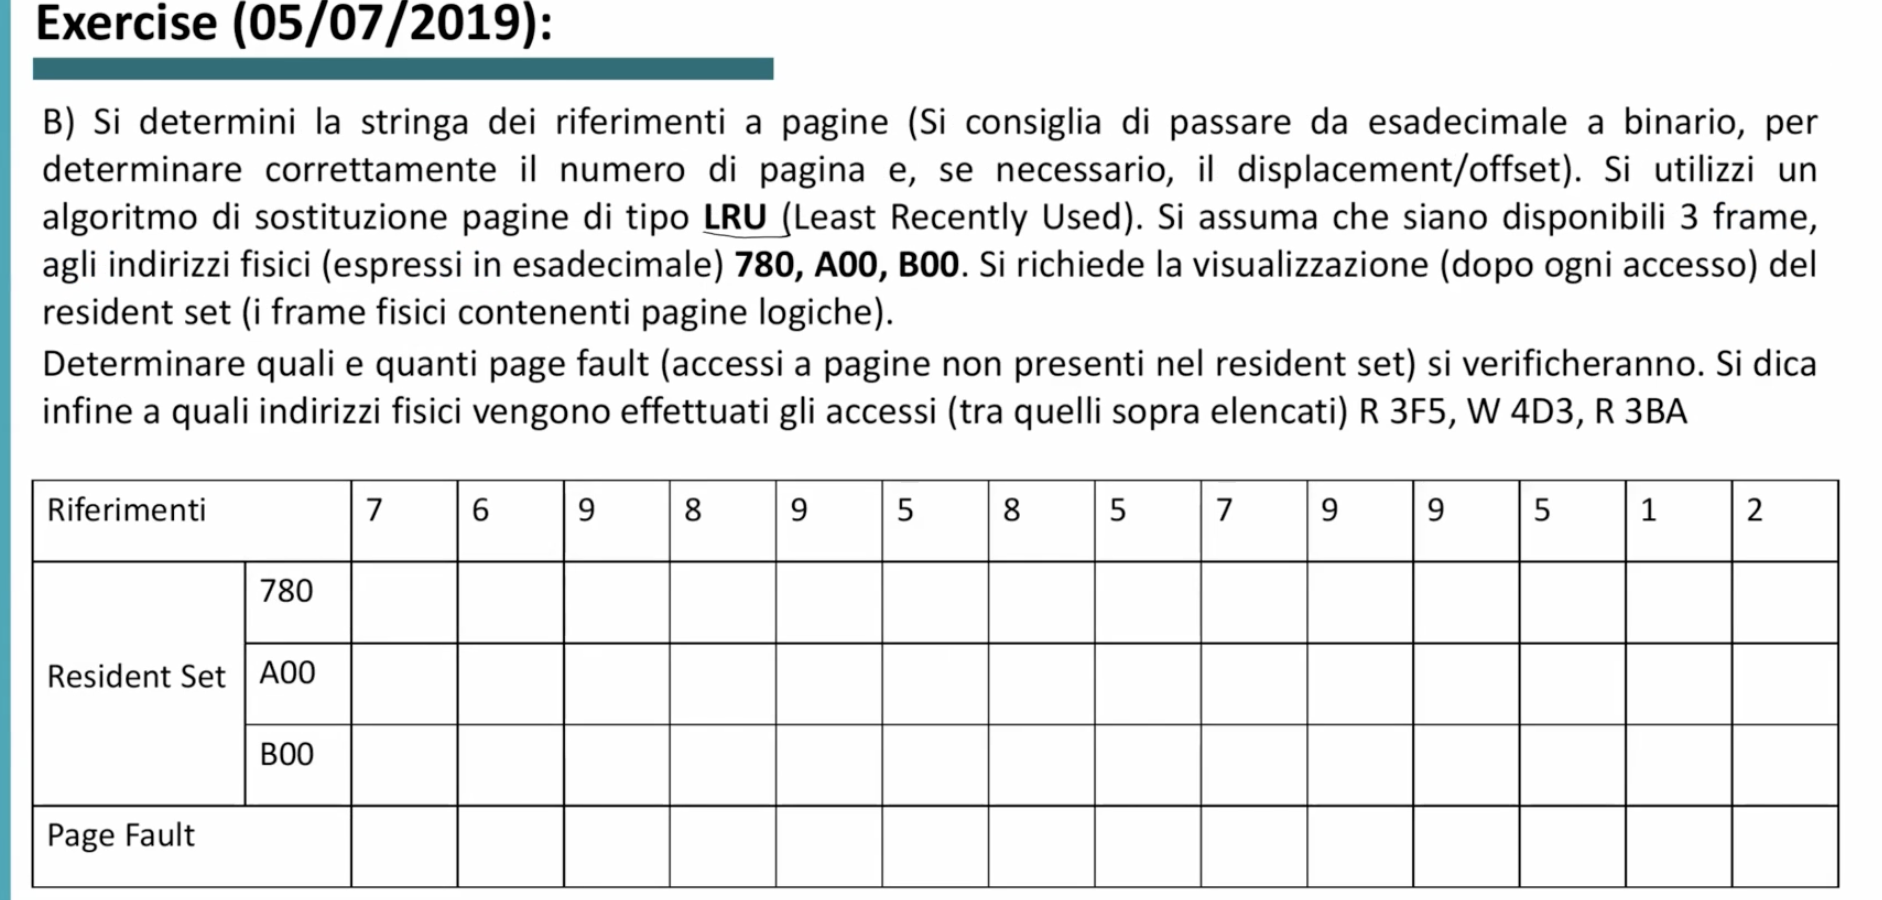 Exercise (05/07/2019):
B) Si determini la stringa dei riferimenti a pagine (Si consiglia di passare da esadecimale a binario, per
determinare correttamente il numero di pagina e, se necessario, il displacement/offset). Si utilizzi un
algoritmo di sostituzione pagine di tipo LRU (Least Recently Used). Si assuma che siano disponibili 3 frame,
agli indirizzi fisici (espressi in esadecimale) 780, A00, B00. Si richiede la visualizzazione (dopo ogni accesso) del
resident set (i frame fisici contenenti pagine logiche).
Determinare quali e quanti page fault (accessi a pagine non presenti nel resident set) si verificheranno. Si dica
infine a quali indirizzi fisici vengono effettuati gli accessi (tra quelli sopra elencati) R 3F5, W 4D3, R 3BA
Riferimenti 7 6 9 8 9 5 8 5 7 9 9 5 1 2
780
Resident Set A00
B00
Page Fault